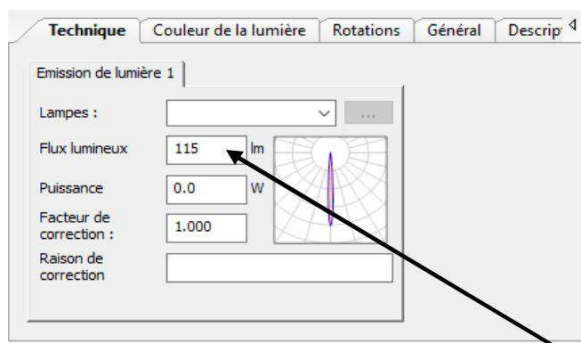 Technique Couleur de la lumière Rotations Général Descrip
Emission de lumière 1
Lampes :
...
Flux lumineux 115 lm
Puissance 0.0 W
Facteur de
correction : 1.000
Raison de
correction